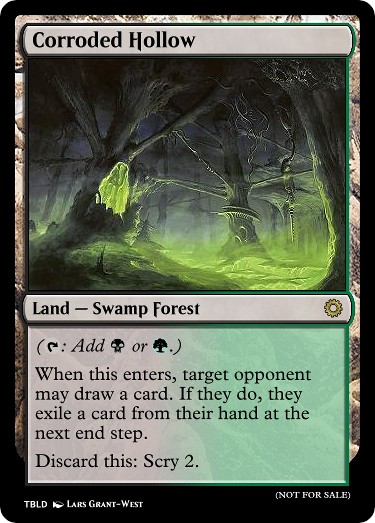 Corroded Hollow
Land — Swamp Forest
(: Add or .)
When this enters, target opponent
may draw a card. If they do, they
exile a card from their hand at the
next end step.
Discard this: Scry 2.
TBLD Lars Grant-West
(NOT FOR SALE)